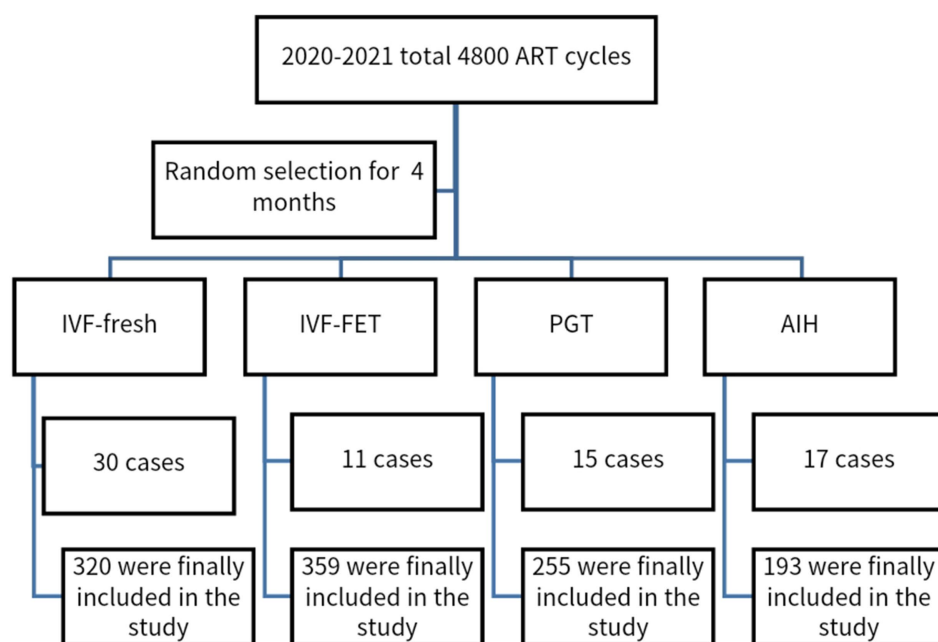 2020-2021 total 4800 ART cycles
Random selection for 4
months
IVF-fresh
IVF-FET
PGT
AIH
30 cases
11 cases
15 cases
17 cases
320 were finally
included in the
study
359 were finally
included in the
study
255 were finally
included in the
study
193 were finally
included in the
study